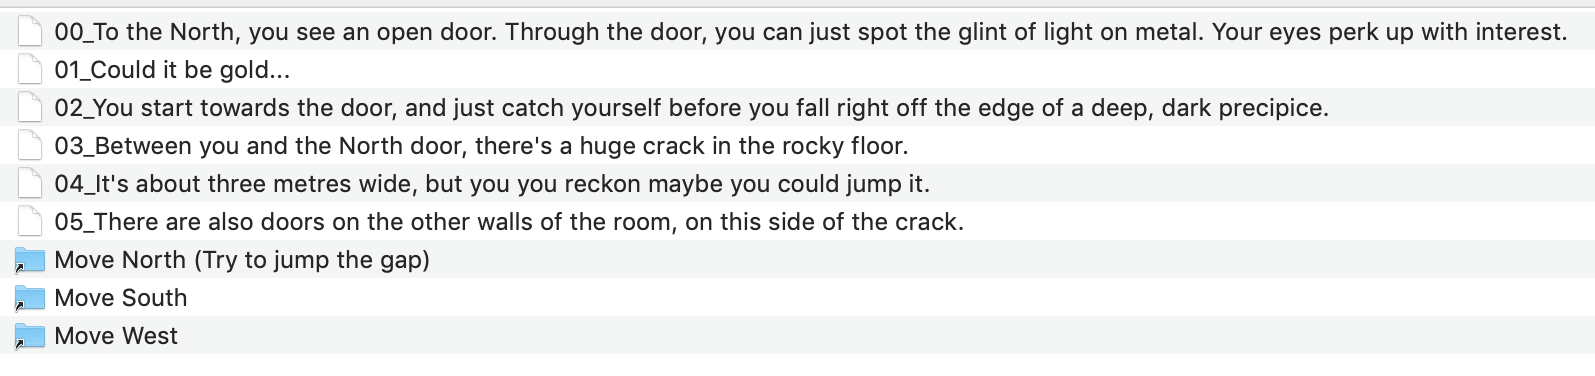 00_To the North, you see an open door. Through the door, you can just spot the glint of light on metal. Your eyes perk up with interest.
01_Could it be gold...
02_You start towards the door, and just catch yourself before you fall right off the edge of a deep, dark precipice.
03_Between you and the North door, there's a huge crack in the rocky floor.
04_It's about three metres wide, but you you reckon maybe you could jump it.
05_There are also doors on the other walls of the room, on this side of the crack.
Move North (Try to jump the gap)
Move South
Move West